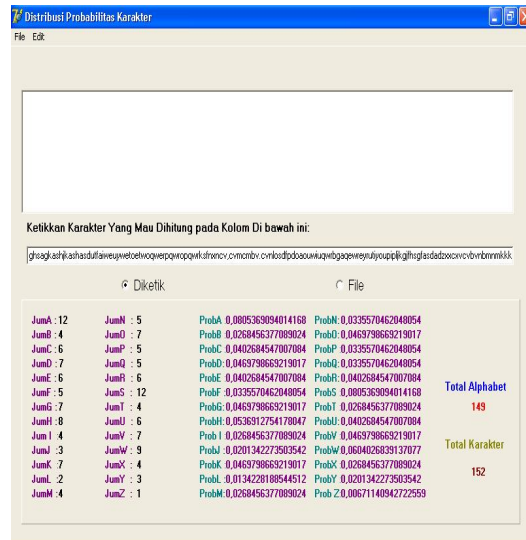 Distribusi Probabilitas Karakter
File Edit
Ketikkan Karakter Yang Mau Dihitung pada Kolom Di bawah ini:
Diketik File
JumA : 12 JumN : 5 ProbA :0,0805369094014168 ProbN:0,0335570462048054
JumB : 4 JumO : 7 ProbB :0,0268456377089024 ProbO:0,0469798669219017
JumC : 6 JumP : 5 ProbC :0,0402684547007084 ProbP:0,0335570462048054
JumD : 7 JumQ : 5 ProbD:0,0469798669219017 ProbQ:0,0335570462048054
JumE : 6 JumR : 6 ProbE :0,0402684547007084 ProbR:0,0402684547007084
JumF : 5 JumS : 12 ProbF :0,0335570462048054 ProbS :0,0805369094014168
JumG : 7 JumT : 4 ProbG:0,0469798669219017 ProbT :0,0268456377089024
JumH : 8 JumU : 6 ProbH:0,0536912754178047 ProbU:0,0402684547007084
Jum I : 4 JumV : 7 Prob I :0,0268456377089024 ProbV :0,0469798669219017
JumJ : 3 JumW : 9 ProbJ :0,0201342273503542 ProbW :0,0604026839137077
JumK : 7 JumX : 4 ProbK :0,0469798669219017 ProbX :0,0268456377089024
JumL : 2 JumY : 3 ProbL :0,0134228188544512 ProbY :0,0201342273503542
JumM : 4 JumZ : 1 ProbM:0,0268456377089024 Prob Z:0,00671140942722559
Total Alphabet
149
Total Karakter
152